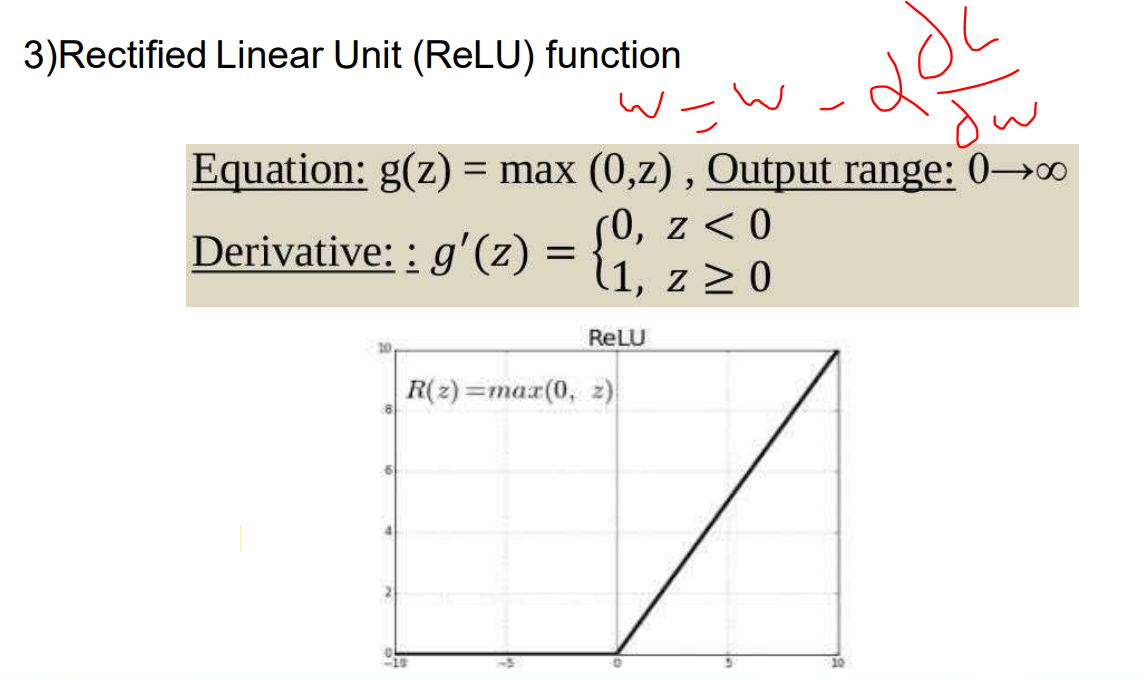 3)Rectified Linear Unit (ReLU) function
w = w - α ∂L/∂w
Equation: g(z) = max (0,z) , Output range: 0→∞
Derivative: : g′(z) = {0, z < 0
1, z ≥ 0
ReLU
R(z)=max(0, z)
10
8
6
4
2
0
-10 -5 0 5 10